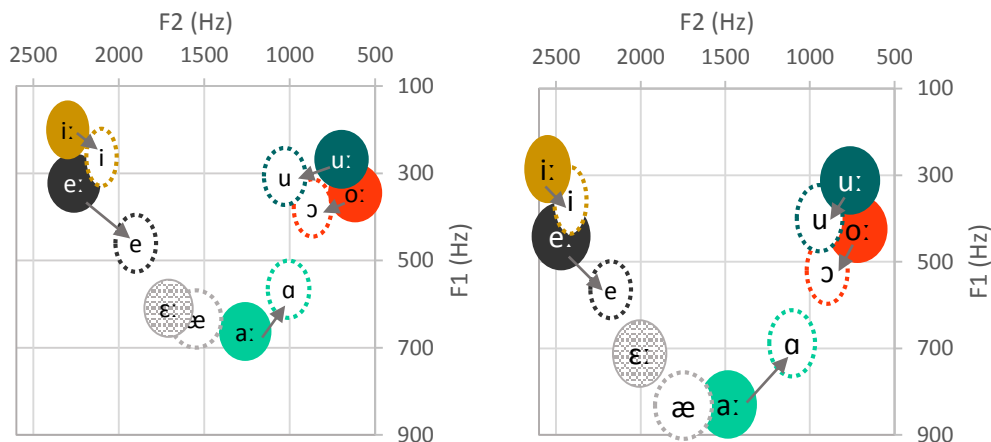 F2 (Hz)
2500 2000 1500 1000 500
100
300
500
700
900
F1 (Hz)
iː
i
eː
e
ɛː
æ
aː
ɑ
u
uː
ɔ
oː
F2 (Hz)
2500 2000 1500 1000 500
100
300
500
700
900
F1 (Hz)
iː
i
eː
e
ɛː
æ
aː
ɑ
u
uː
ɔ
oː